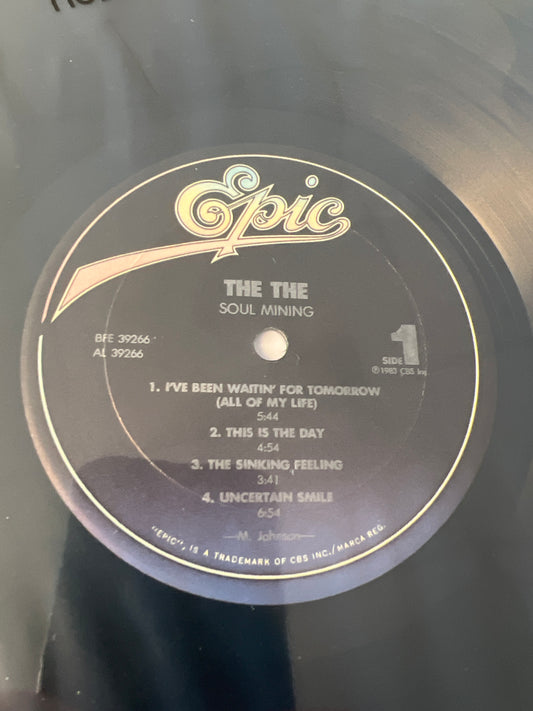 Epic
THE THE
SOUL MINING
BFE 39266
AL 39266
1
SIDE
℗ 1983 CBS Inc.
1. I'VE BEEN WAITIN' FOR TOMORROW
(ALL OF MY LIFE)
5:44
2. THIS IS THE DAY
4:54
3. THE SINKING FEELING
3:41
4. UNCERTAIN SMILE
6:54
—M. Johnson—
"EPIC", IS A TRADEMARK OF CBS INC./MARCA REG.